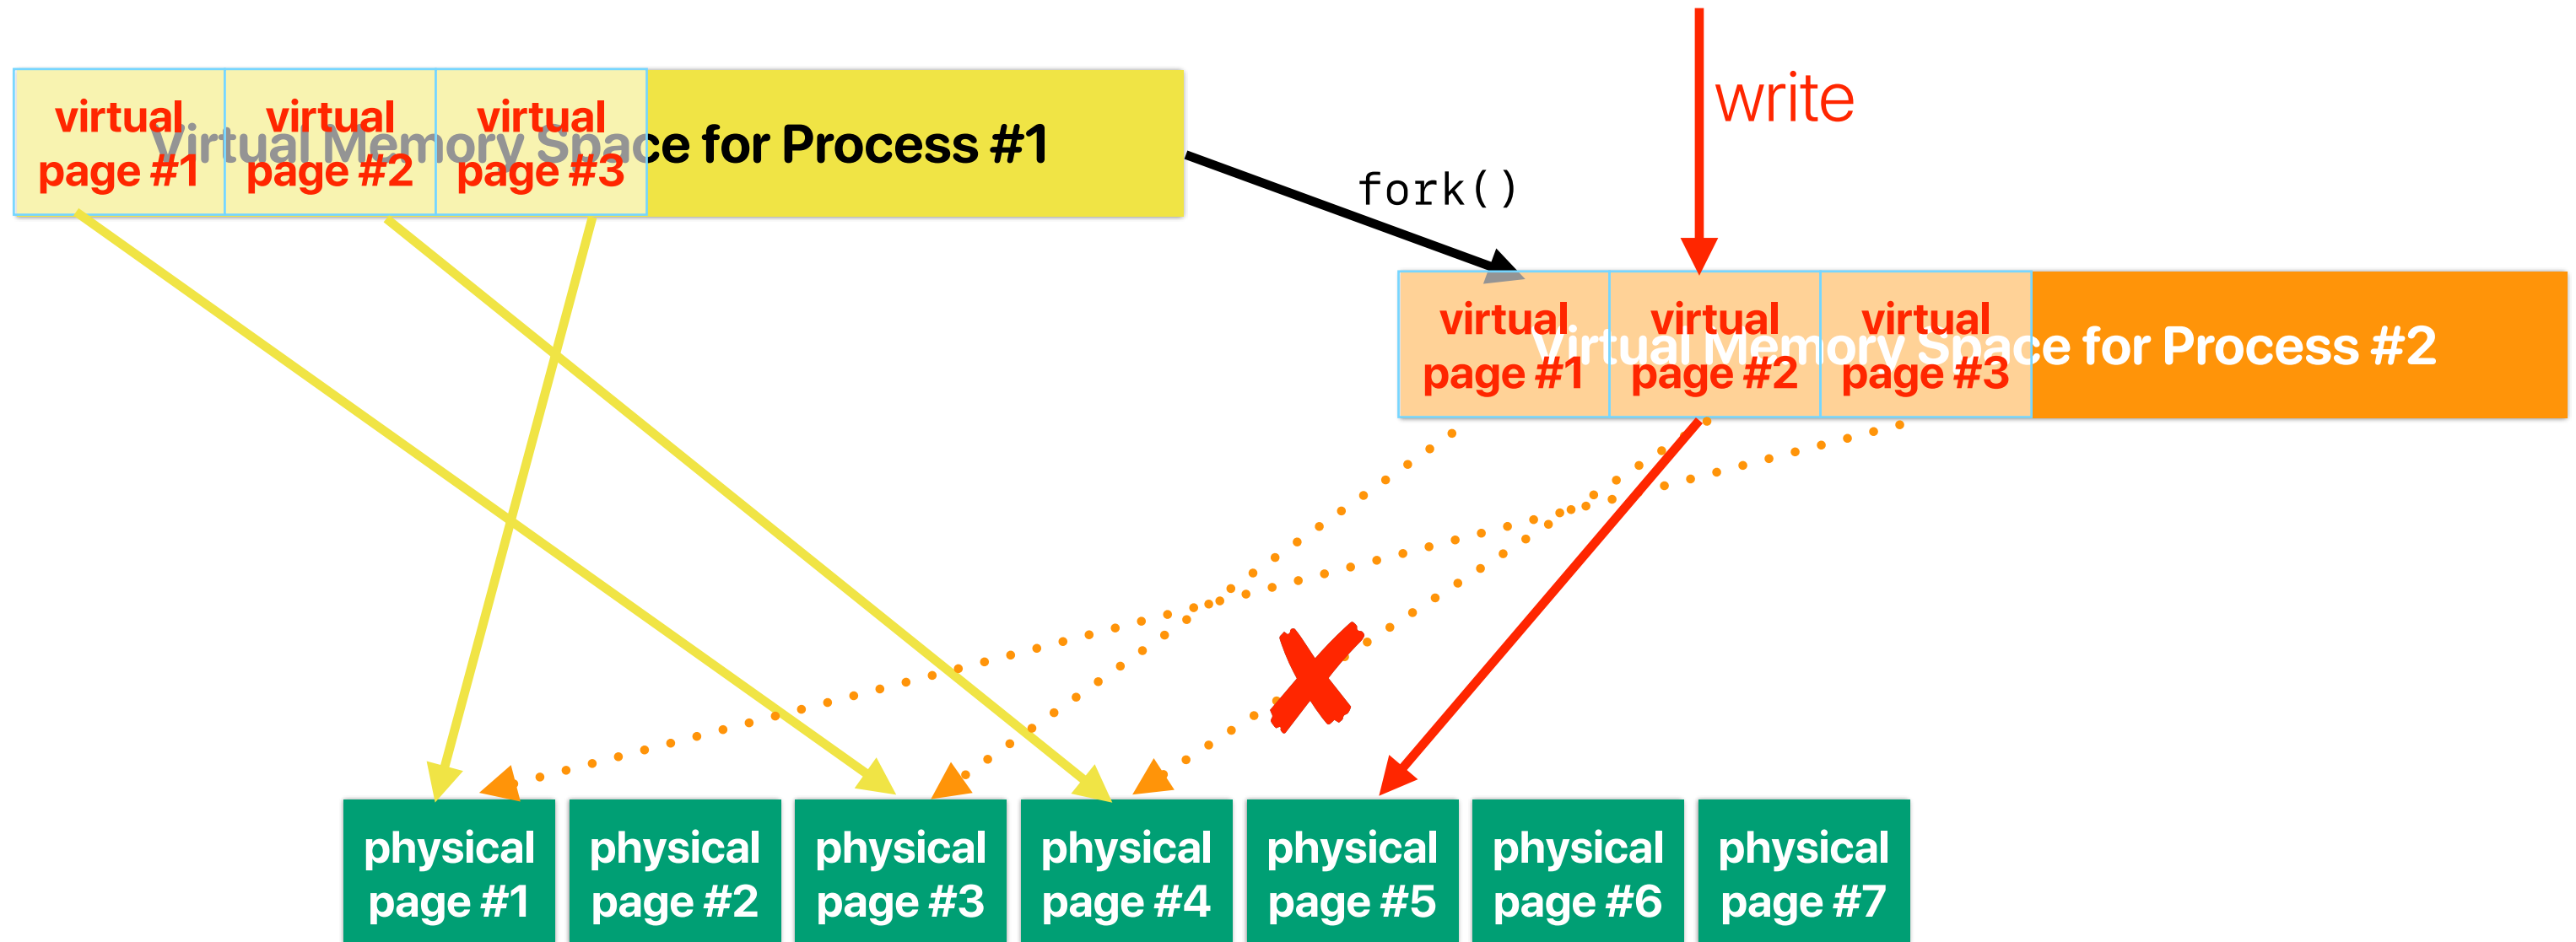 write
virtual
page #1
virtual
page #2
virtual
page #3
Virtual Memory Space for Process #1
fork()
virtual
page #1
virtual
page #2
virtual
page #3
Virtual Memory Space for Process #2
physical
page #1
physical
page #2
physical
page #3
physical
page #4
physical
page #5
physical
page #6
physical
page #7